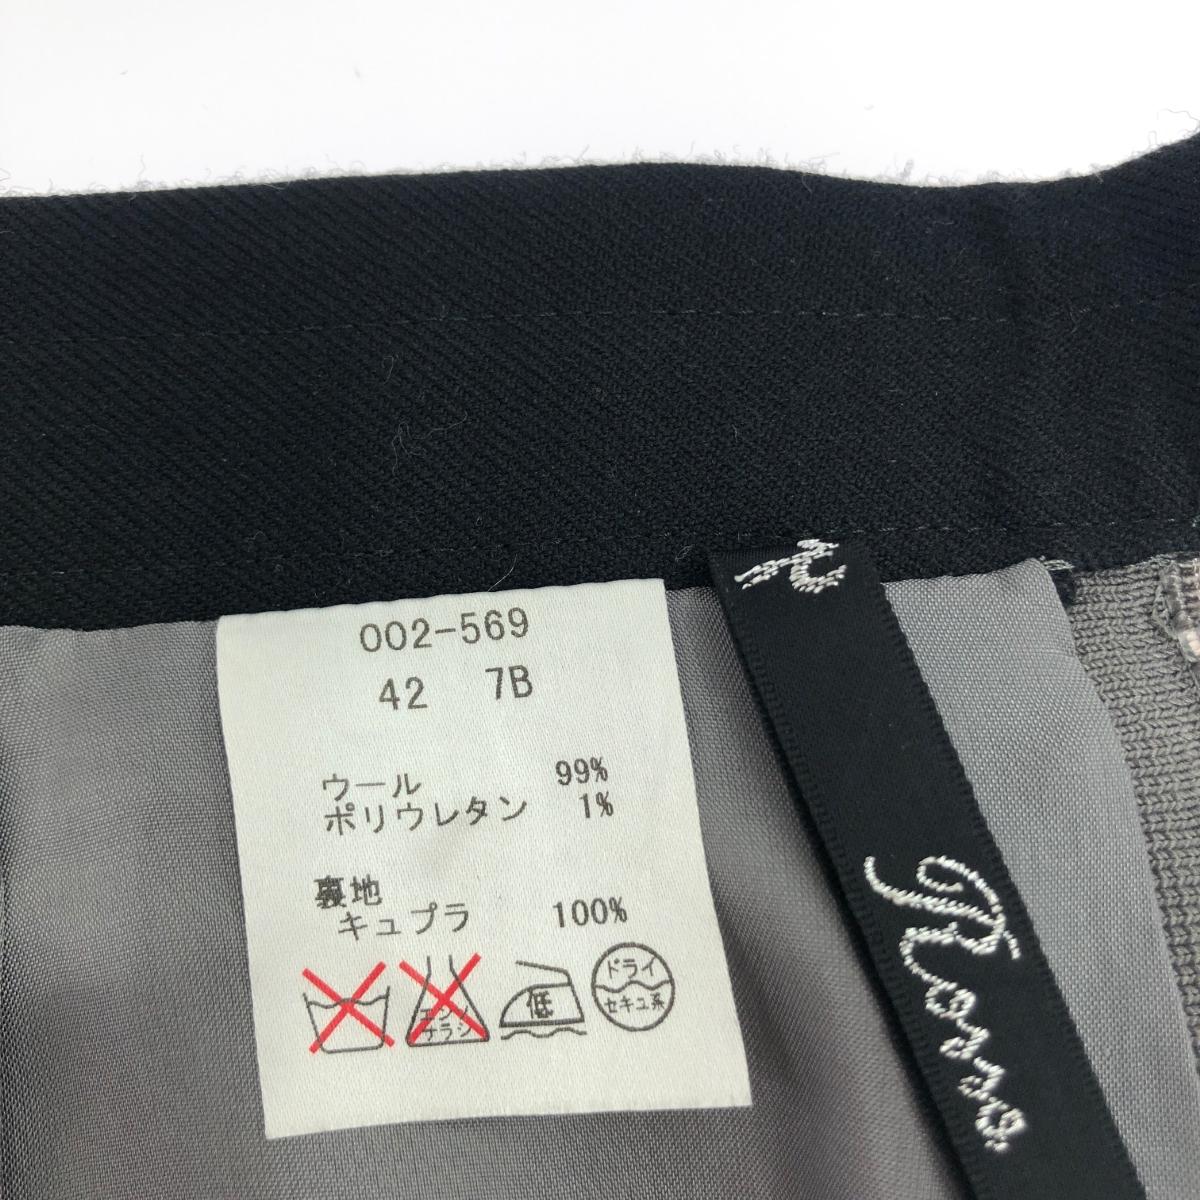 002-569
42 7B
ウール 99%
ポリウレタン 1%
裏地
キュプラ 100%
エンソ
サラシ
低
ドライ
セキユ系
Ross